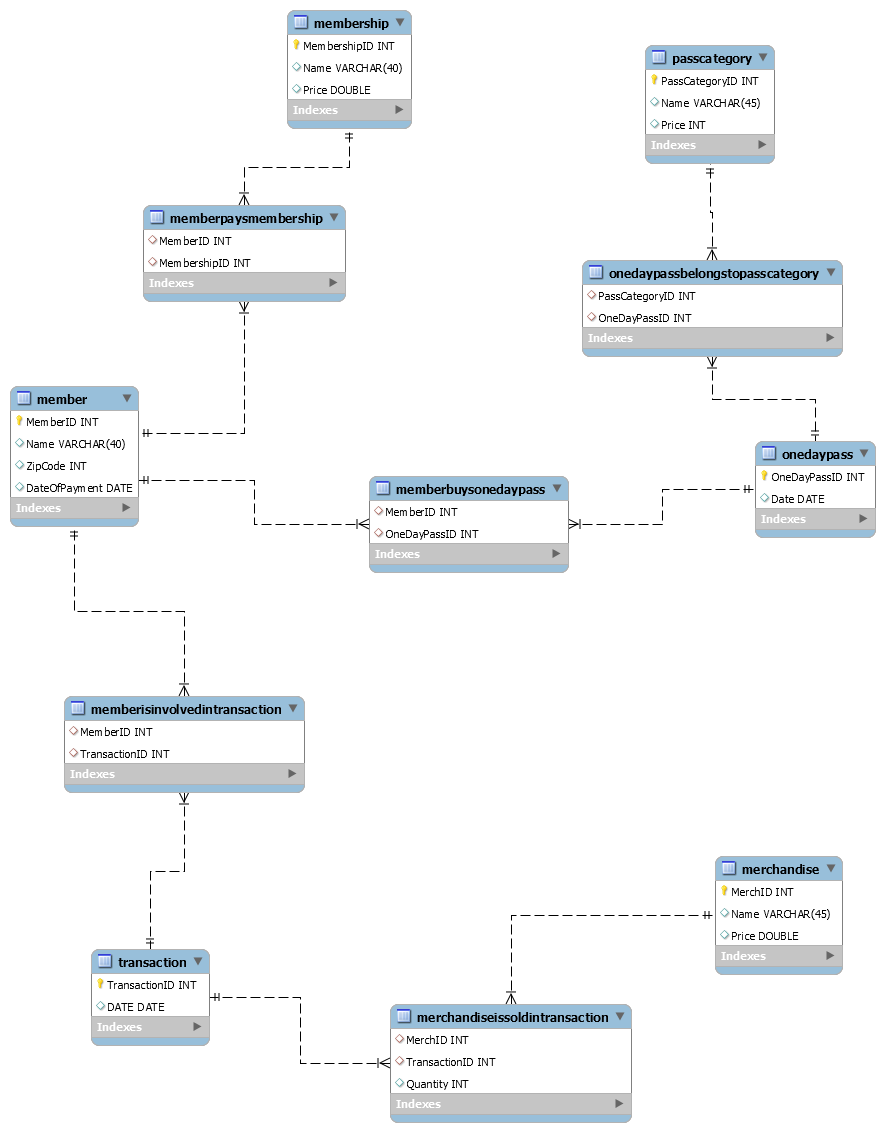 membership
MembershipID INT
Name VARCHAR(40)
Price DOUBLE
Indexes
passcategory
PassCategoryID INT
Name VARCHAR(45)
Price INT
Indexes
memberpaysmembership
MemberID INT
MembershipID INT
Indexes
onedaypassbelongstopasscategory
PassCategoryID INT
OneDayPassID INT
Indexes
member
MemberID INT
Name VARCHAR(40)
ZipCode INT
DateOfPayment DATE
Indexes
memberbuysonedaypass
MemberID INT
OneDayPassID INT
Indexes
onedaypass
OneDayPassID INT
Date DATE
Indexes
memberisinvolvedintransaction
MemberID INT
TransactionID INT
Indexes
merchandise
MerchID INT
Name VARCHAR(45)
Price DOUBLE
Indexes
transaction
TransactionID INT
DATE DATE
Indexes
merchandiseissoldintransaction
MerchID INT
TransactionID INT
Quantity INT
Indexes